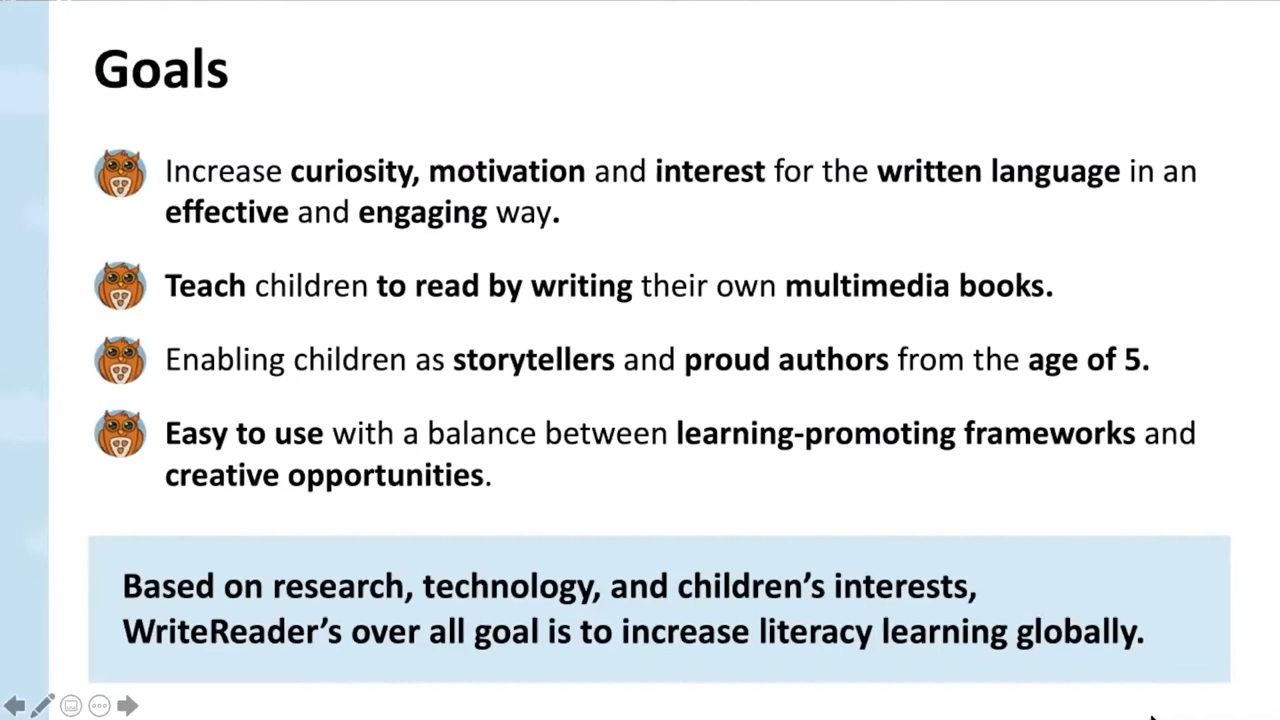 Goals
Increase curiosity, motivation and interest for the written language in an
effective and engaging way.
Teach children to read by writing their own multimedia books.
Enabling children as storytellers and proud authors from the age of 5.
Easy to use with a balance between learning-promoting frameworks and
creative opportunities.
Based on research, technology, and children’s interests,
WriteReader’s over all goal is to increase literacy learning globally.